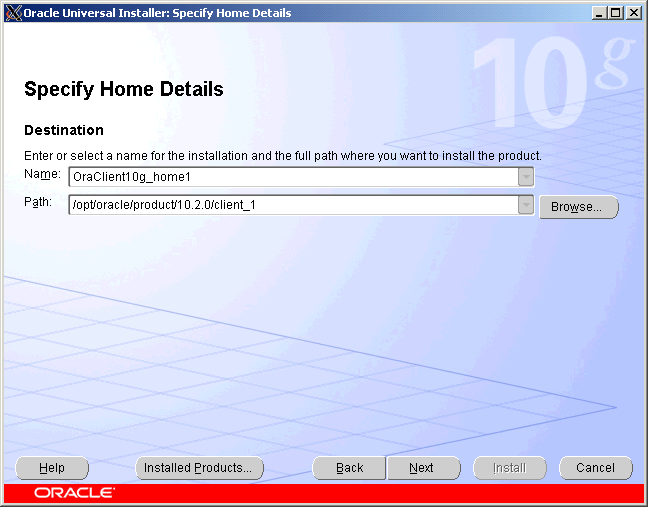 Oracle Universal Installer: Specify Home Details
10g
Specify Home Details
Destination
Enter or select a name for the installation and the full path where you want to install the product.
Name: OraClient10g_home1
Path: /opt/oracle/product/10.2.0/client_1 Browse...
Help Installed Products... Back Next Install Cancel
ORACLE